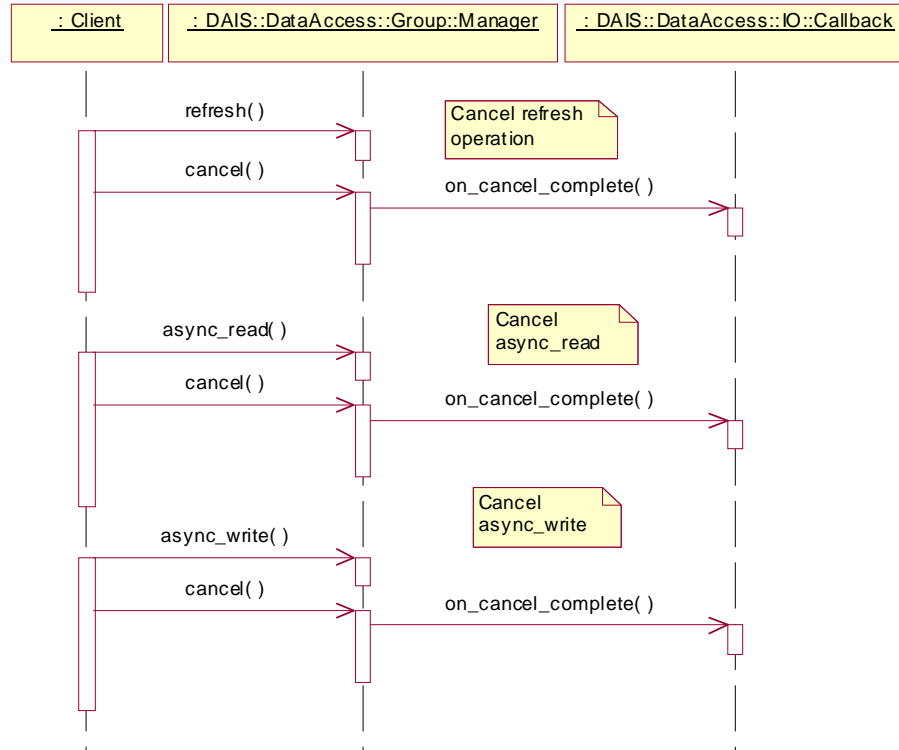 : Client
: DAIS::DataAccess::Group::Manager
: DAIS::DataAccess::IO::Callback
refresh( )
Cancel refresh
operation
cancel( )
on_cancel_complete( )
async_read( )
Cancel
async_read
cancel( )
on_cancel_complete( )
Cancel
async_write
async_write( )
cancel( )
on_cancel_complete( )